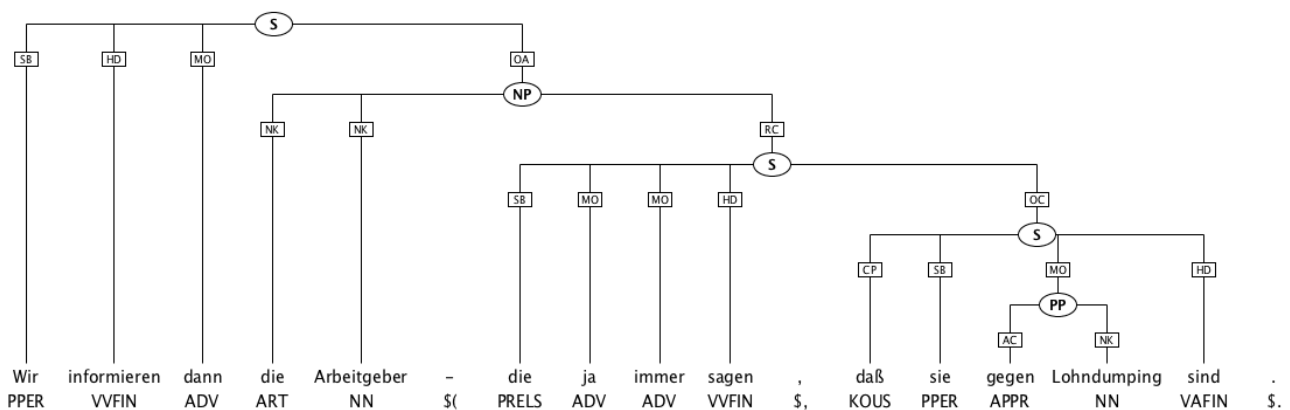 S
SB HD MO OA
NP
NK NK RC
S
SB MO MO HD OC
S
CP SB MO HD
PP
AC NK
Wir informieren dann die Arbeitgeber – die ja immer sagen , daß sie gegen Lohndumping sind .
PPER VVFIN ADV ART NN $( PRELS ADV ADV VVFIN $, KOUS PPER APPR NN VAFIN $.